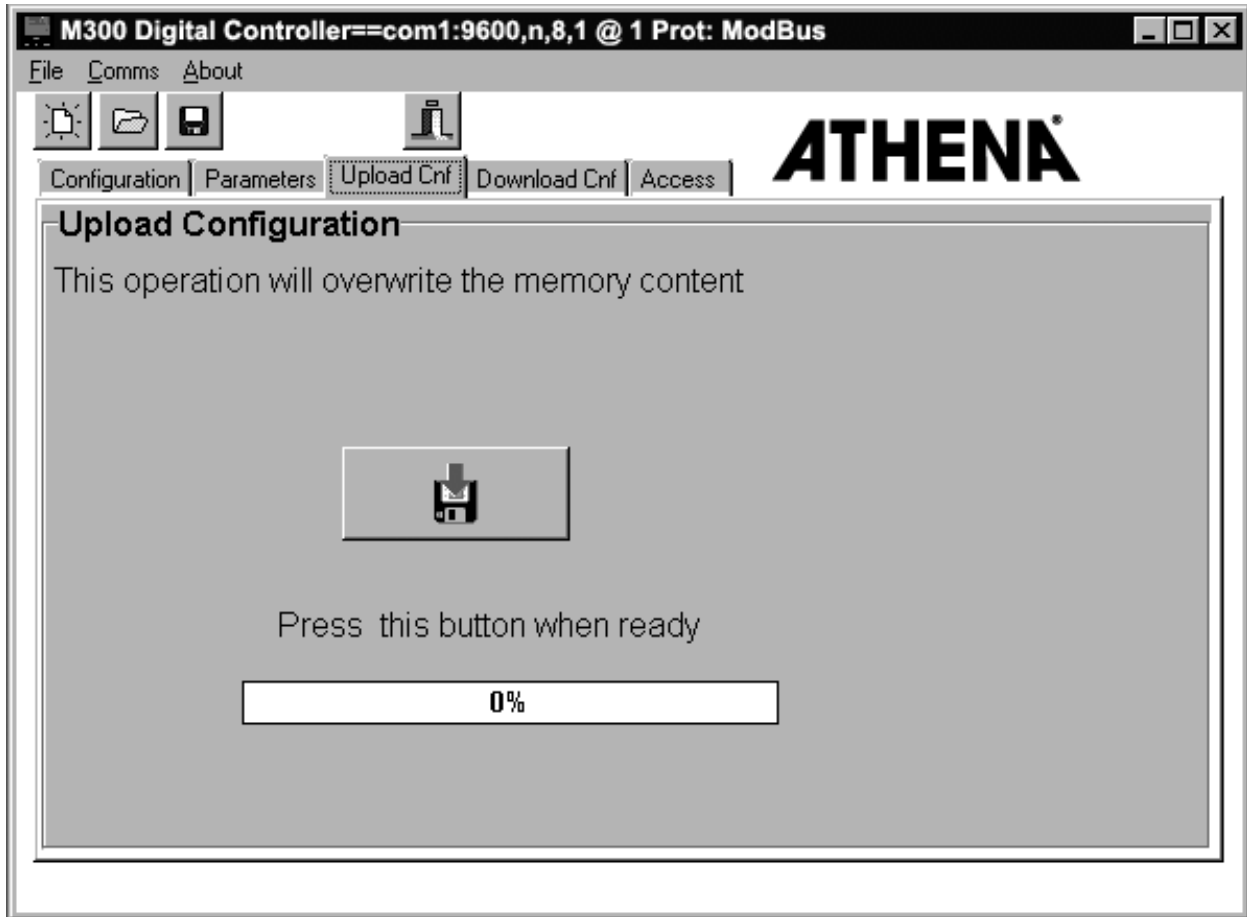 M300 Digital Controller==com1:9600,n,8,1 @ 1 Prot: ModBus
File Comms About
ATHENA®
Configuration Parameters Upload Cnf Download Cnf Access
Upload Configuration
This operation will overwrite the memory content
Press this button when ready
0%